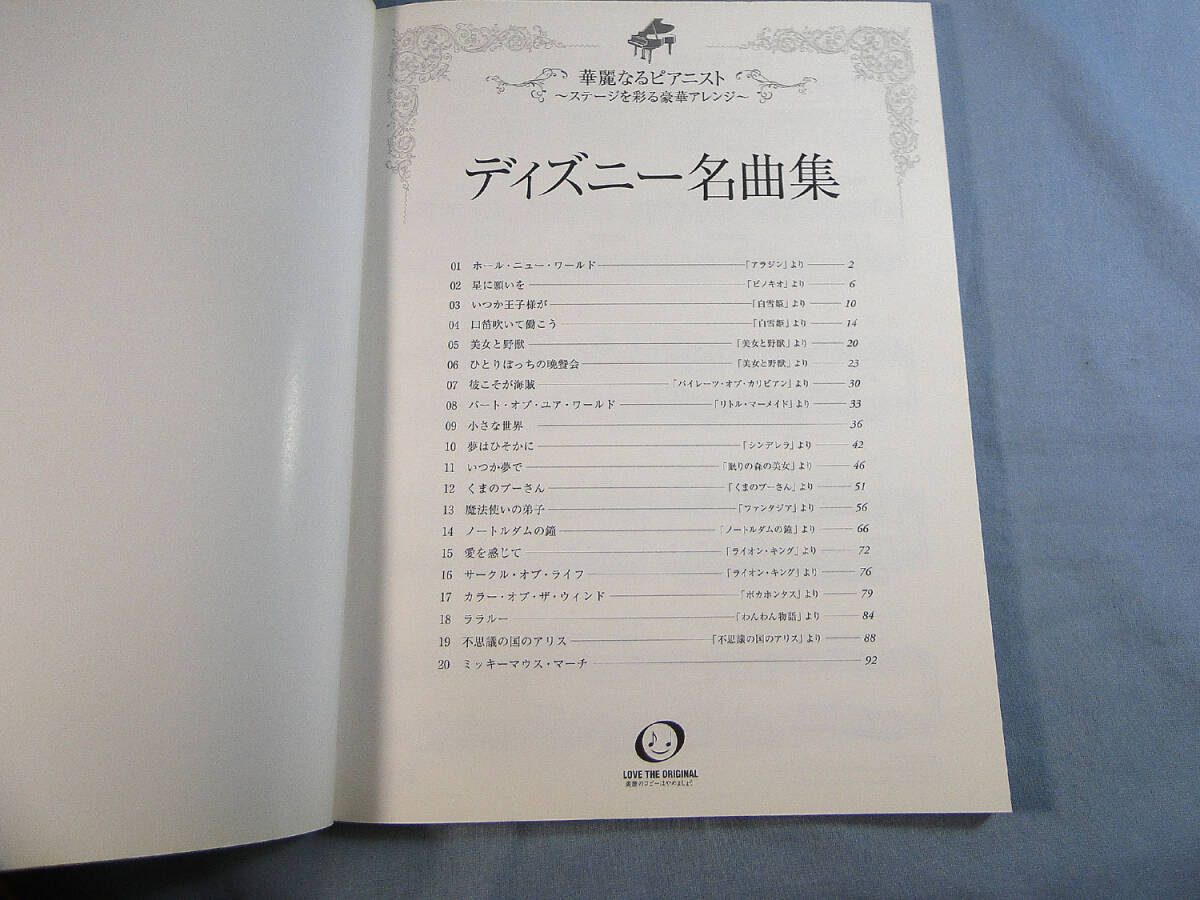 華麗なるピアニスト
～ステージを彩る豪華アレンジ～
ディズニー名曲集
01 ホール・ニュー・ワールド 「アラジン」より 2
02 星に願いを 「ピノキオ」より 6
03 いつか王子様が 「白雪姫」より 10
04 口笛吹いて働こう 「白雪姫」より 14
05 美女と野獣 「美女と野獣」より 20
06 ひとりぼっちの晩餐会 「美女と野獣」より 23
07 彼こそが海賊 「パイレーツ・オブ・カリビアン」より 30
08 パート・オブ・ユア・ワールド 「リトル・マーメイド」より 33
09 小さな世界 36
10 夢はひそかに 「シンデレラ」より 42
11 いつか夢で 「眠りの森の美女」より 46
12 くまのプーさん 「くまのプーさん」より 51
13 魔法使いの弟子 「ファンタジア」より 56
14 ノートルダムの鐘 「ノートルダムの鐘」より 66
15 愛を感じて 「ライオン・キング」より 72
16 サークル・オブ・ライフ 「ライオン・キング」より 76
17 カラー・オブ・ザ・ウィンド 「ポカホンタス」より 79
18 ララルー 「わんわん物語」より 84
19 不思議の国のアリス 「不思議の国のアリス」より 88
20 ミッキーマウス・マーチ 92
LOVE THE ORIGINAL
楽譜のコピーはやめましょう